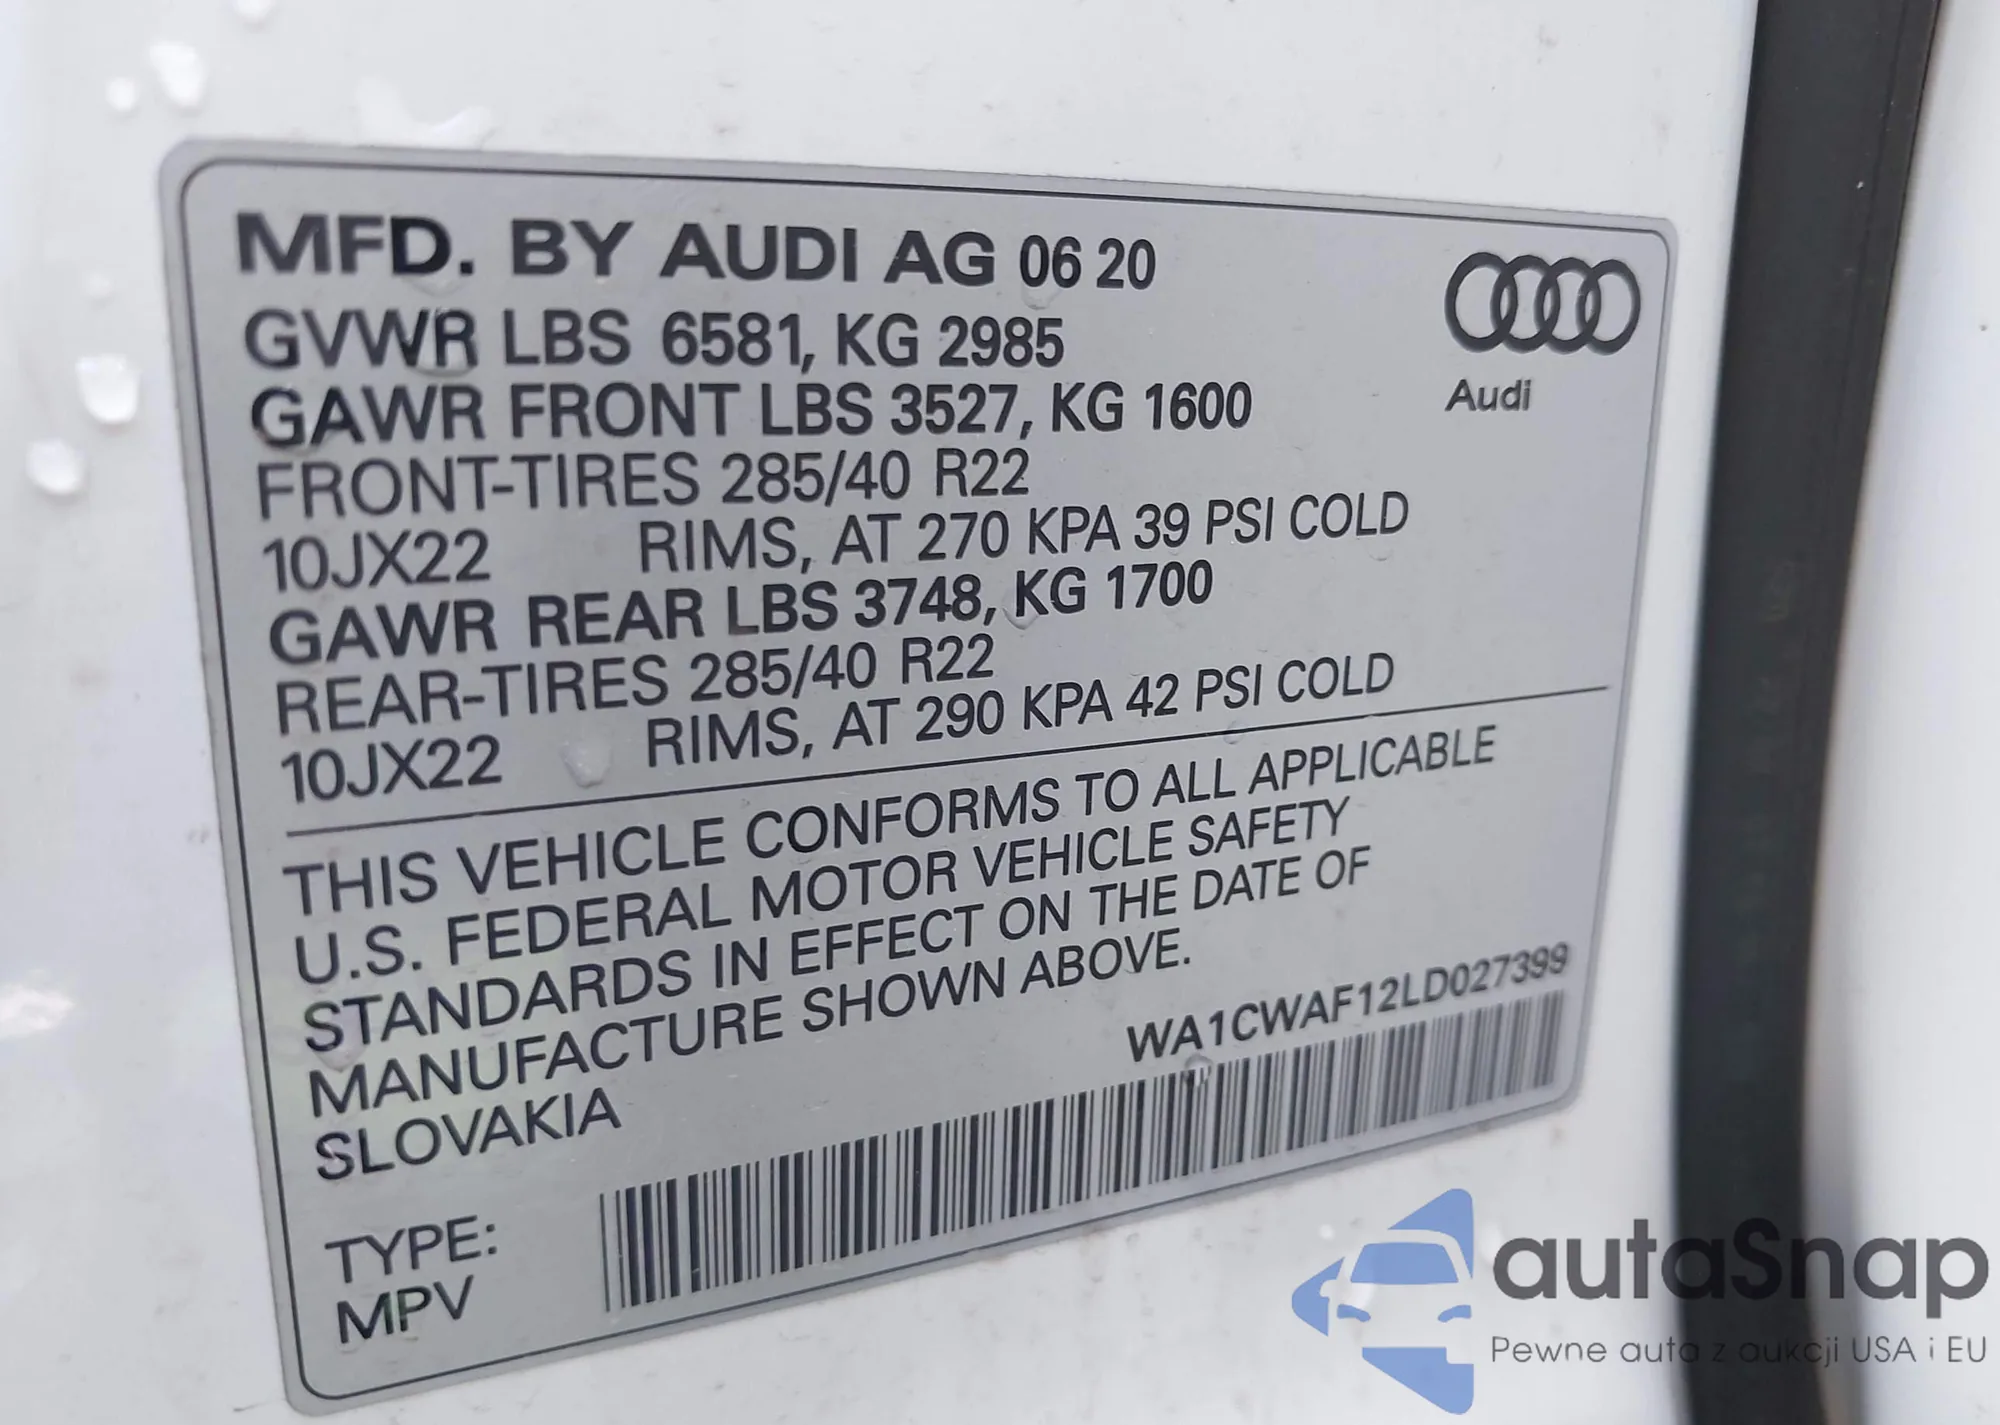 MFD. BY AUDI AG 06 20
GVWR LBS 6581, KG 2985
GAWR FRONT LBS 3527, KG 1600
FRONT-TIRES 285/40 R22
10JX22 RIMS, AT 270 KPA 39 PSI COLD
GAWR REAR LBS 3748, KG 1700
REAR-TIRES 285/40 R22
10JX22 RIMS, AT 290 KPA 42 PSI COLD
Audi
THIS VEHICLE CONFORMS TO ALL APPLICABLE
U.S. FEDERAL MOTOR VEHICLE SAFETY
STANDARDS IN EFFECT ON THE DATE OF
MANUFACTURE SHOWN ABOVE.
SLOVAKIA
WA1CWAF12LD027399
TYPE:
MPV
autaSnap
Pewne auta z aukcji USA i EU